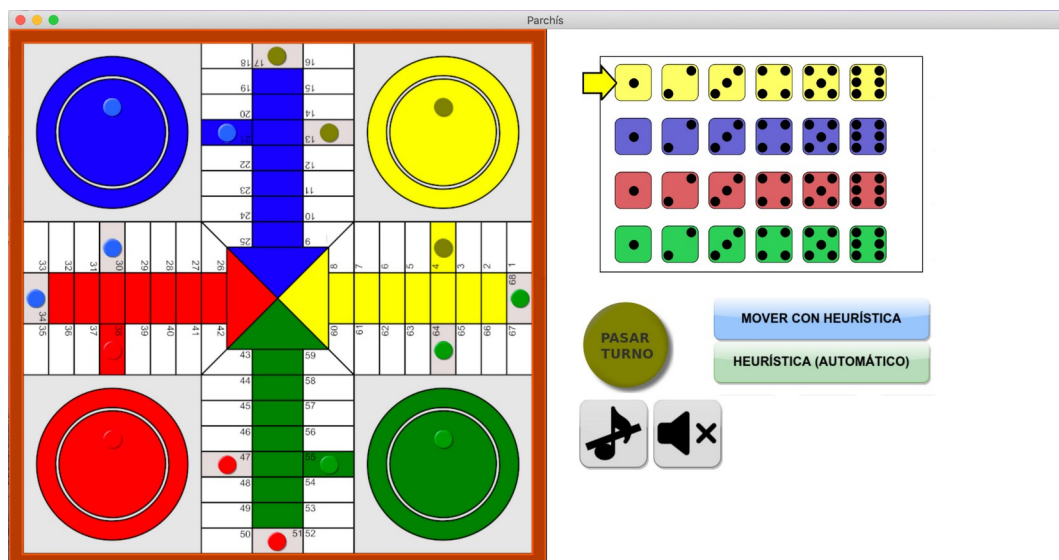 Parchís
18 17 16
19 15
20 14
21 13
22 12
23 11
24 10
25 9
33 32 31 30 29 28 27 26 8 7 6 5 4 3 2 1
34 68
35 36 37 38 39 40 41 42 60 61 62 63 64 65 66 67
43 59
44 58
45 57
46 56
47 55
48 54
49 53
50 51 52
PASAR
TURNO
MOVER CON HEURÍSTICA
HEURÍSTICA (AUTOMÁTICO)